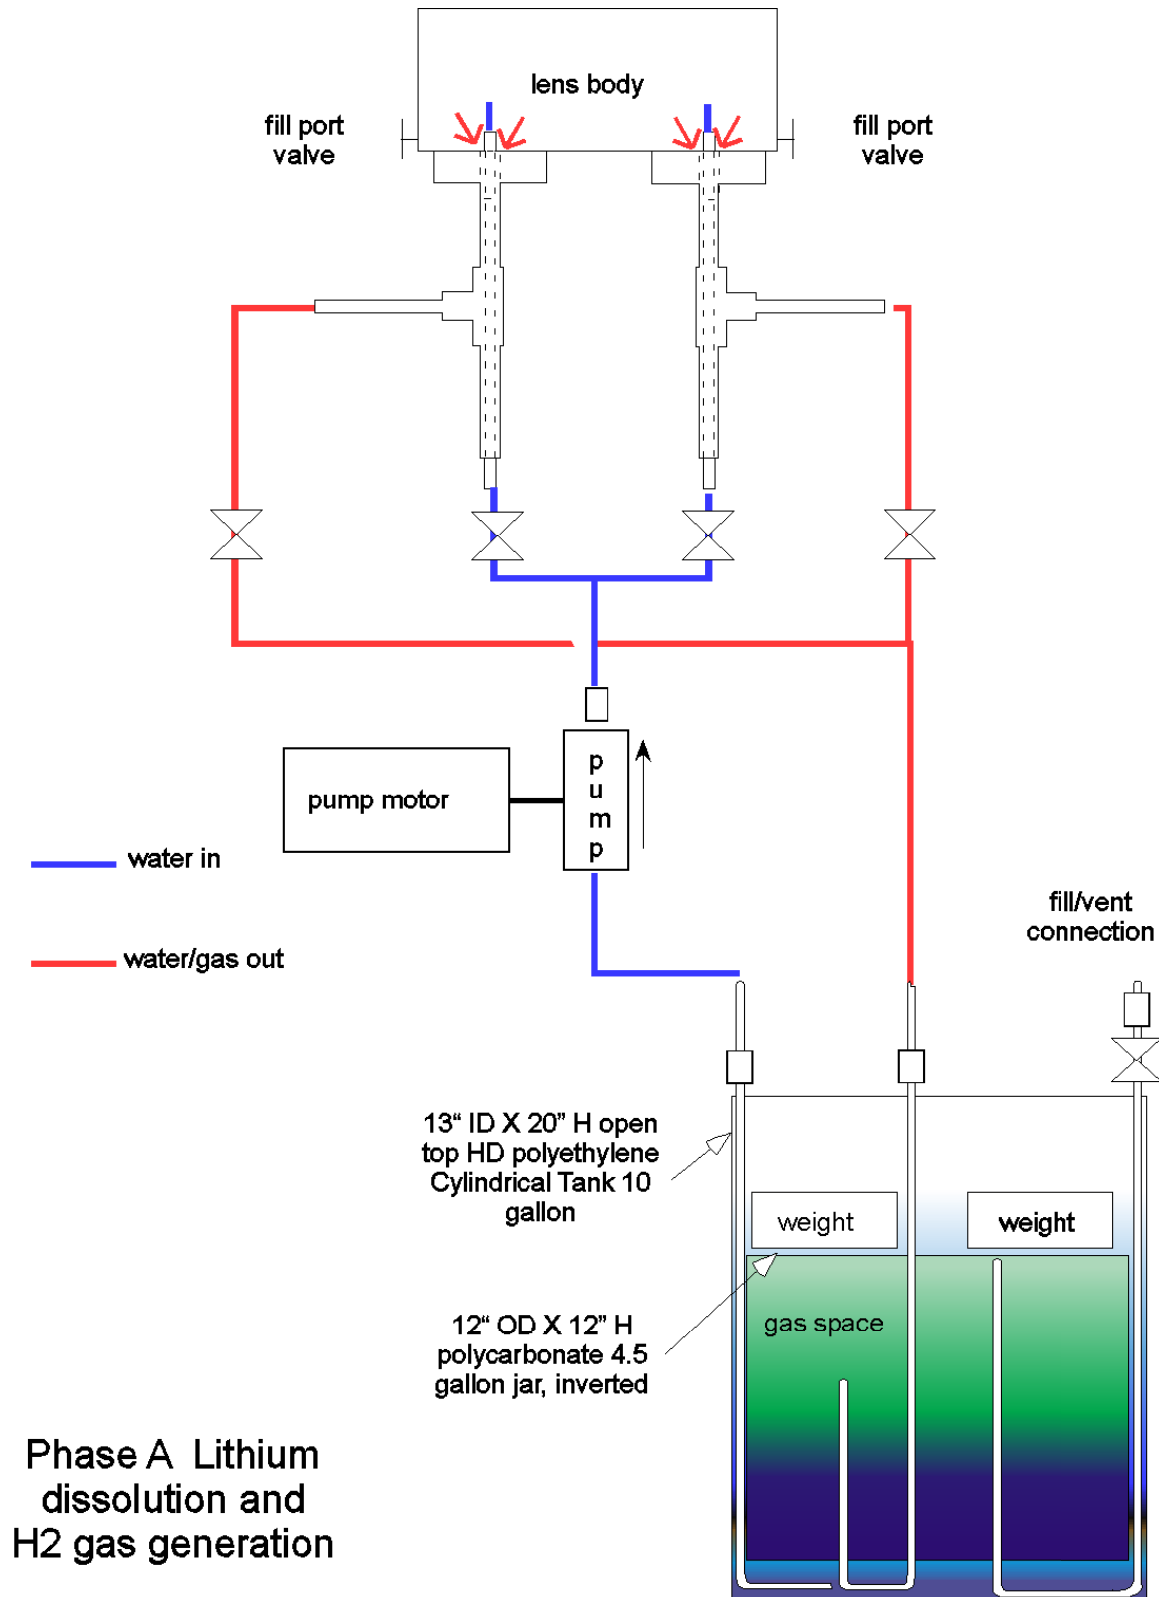 lens body
fill port
valve
fill port
valve
pump motor
p
u
m
p
water in
water/gas out
fill/vent
connection
13“ ID X 20” H open
top HD polyethylene
Cylindrical Tank 10
gallon
weight
weight
gas space
12“ OD X 12” H
polycarbonate 4.5
gallon jar, inverted
Phase A  Lithium
dissolution and
H2 gas generation